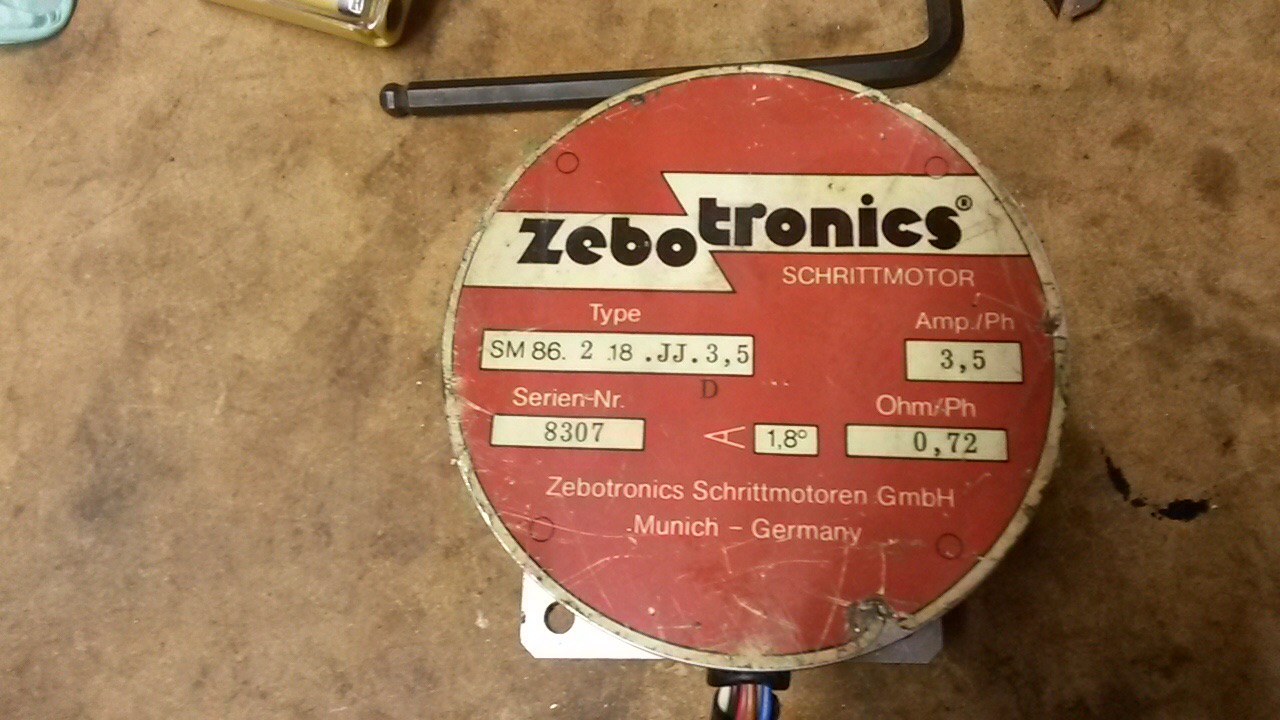 Zebotronics®
SCHRITTMOTOR
Type
SM 86. 2 .18 .JJ.3,5
D
Amp./Ph
3,5
Serien-Nr.
8307
1,8°
Ohm/Ph
0,72
Zebotronics Schrittmotoren GmbH
Munich - Germany